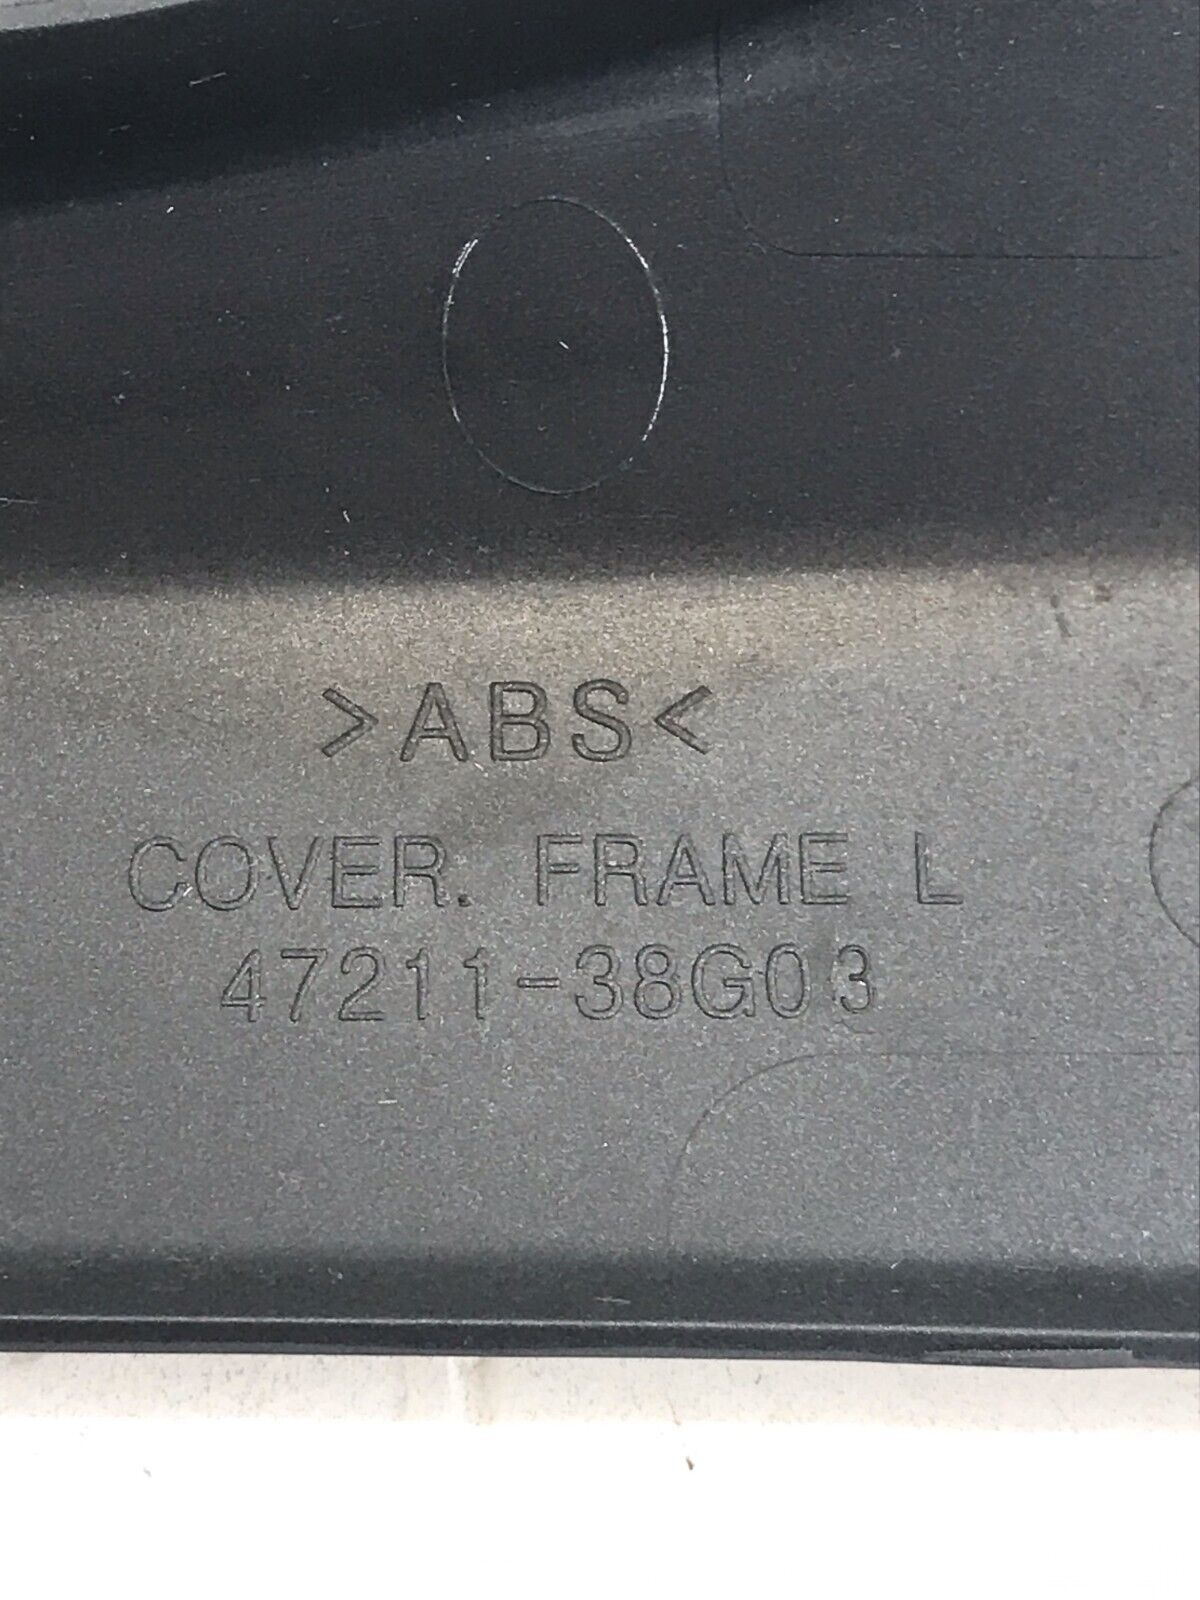 >ABS<
COVER. FRAME L
47211-38G03